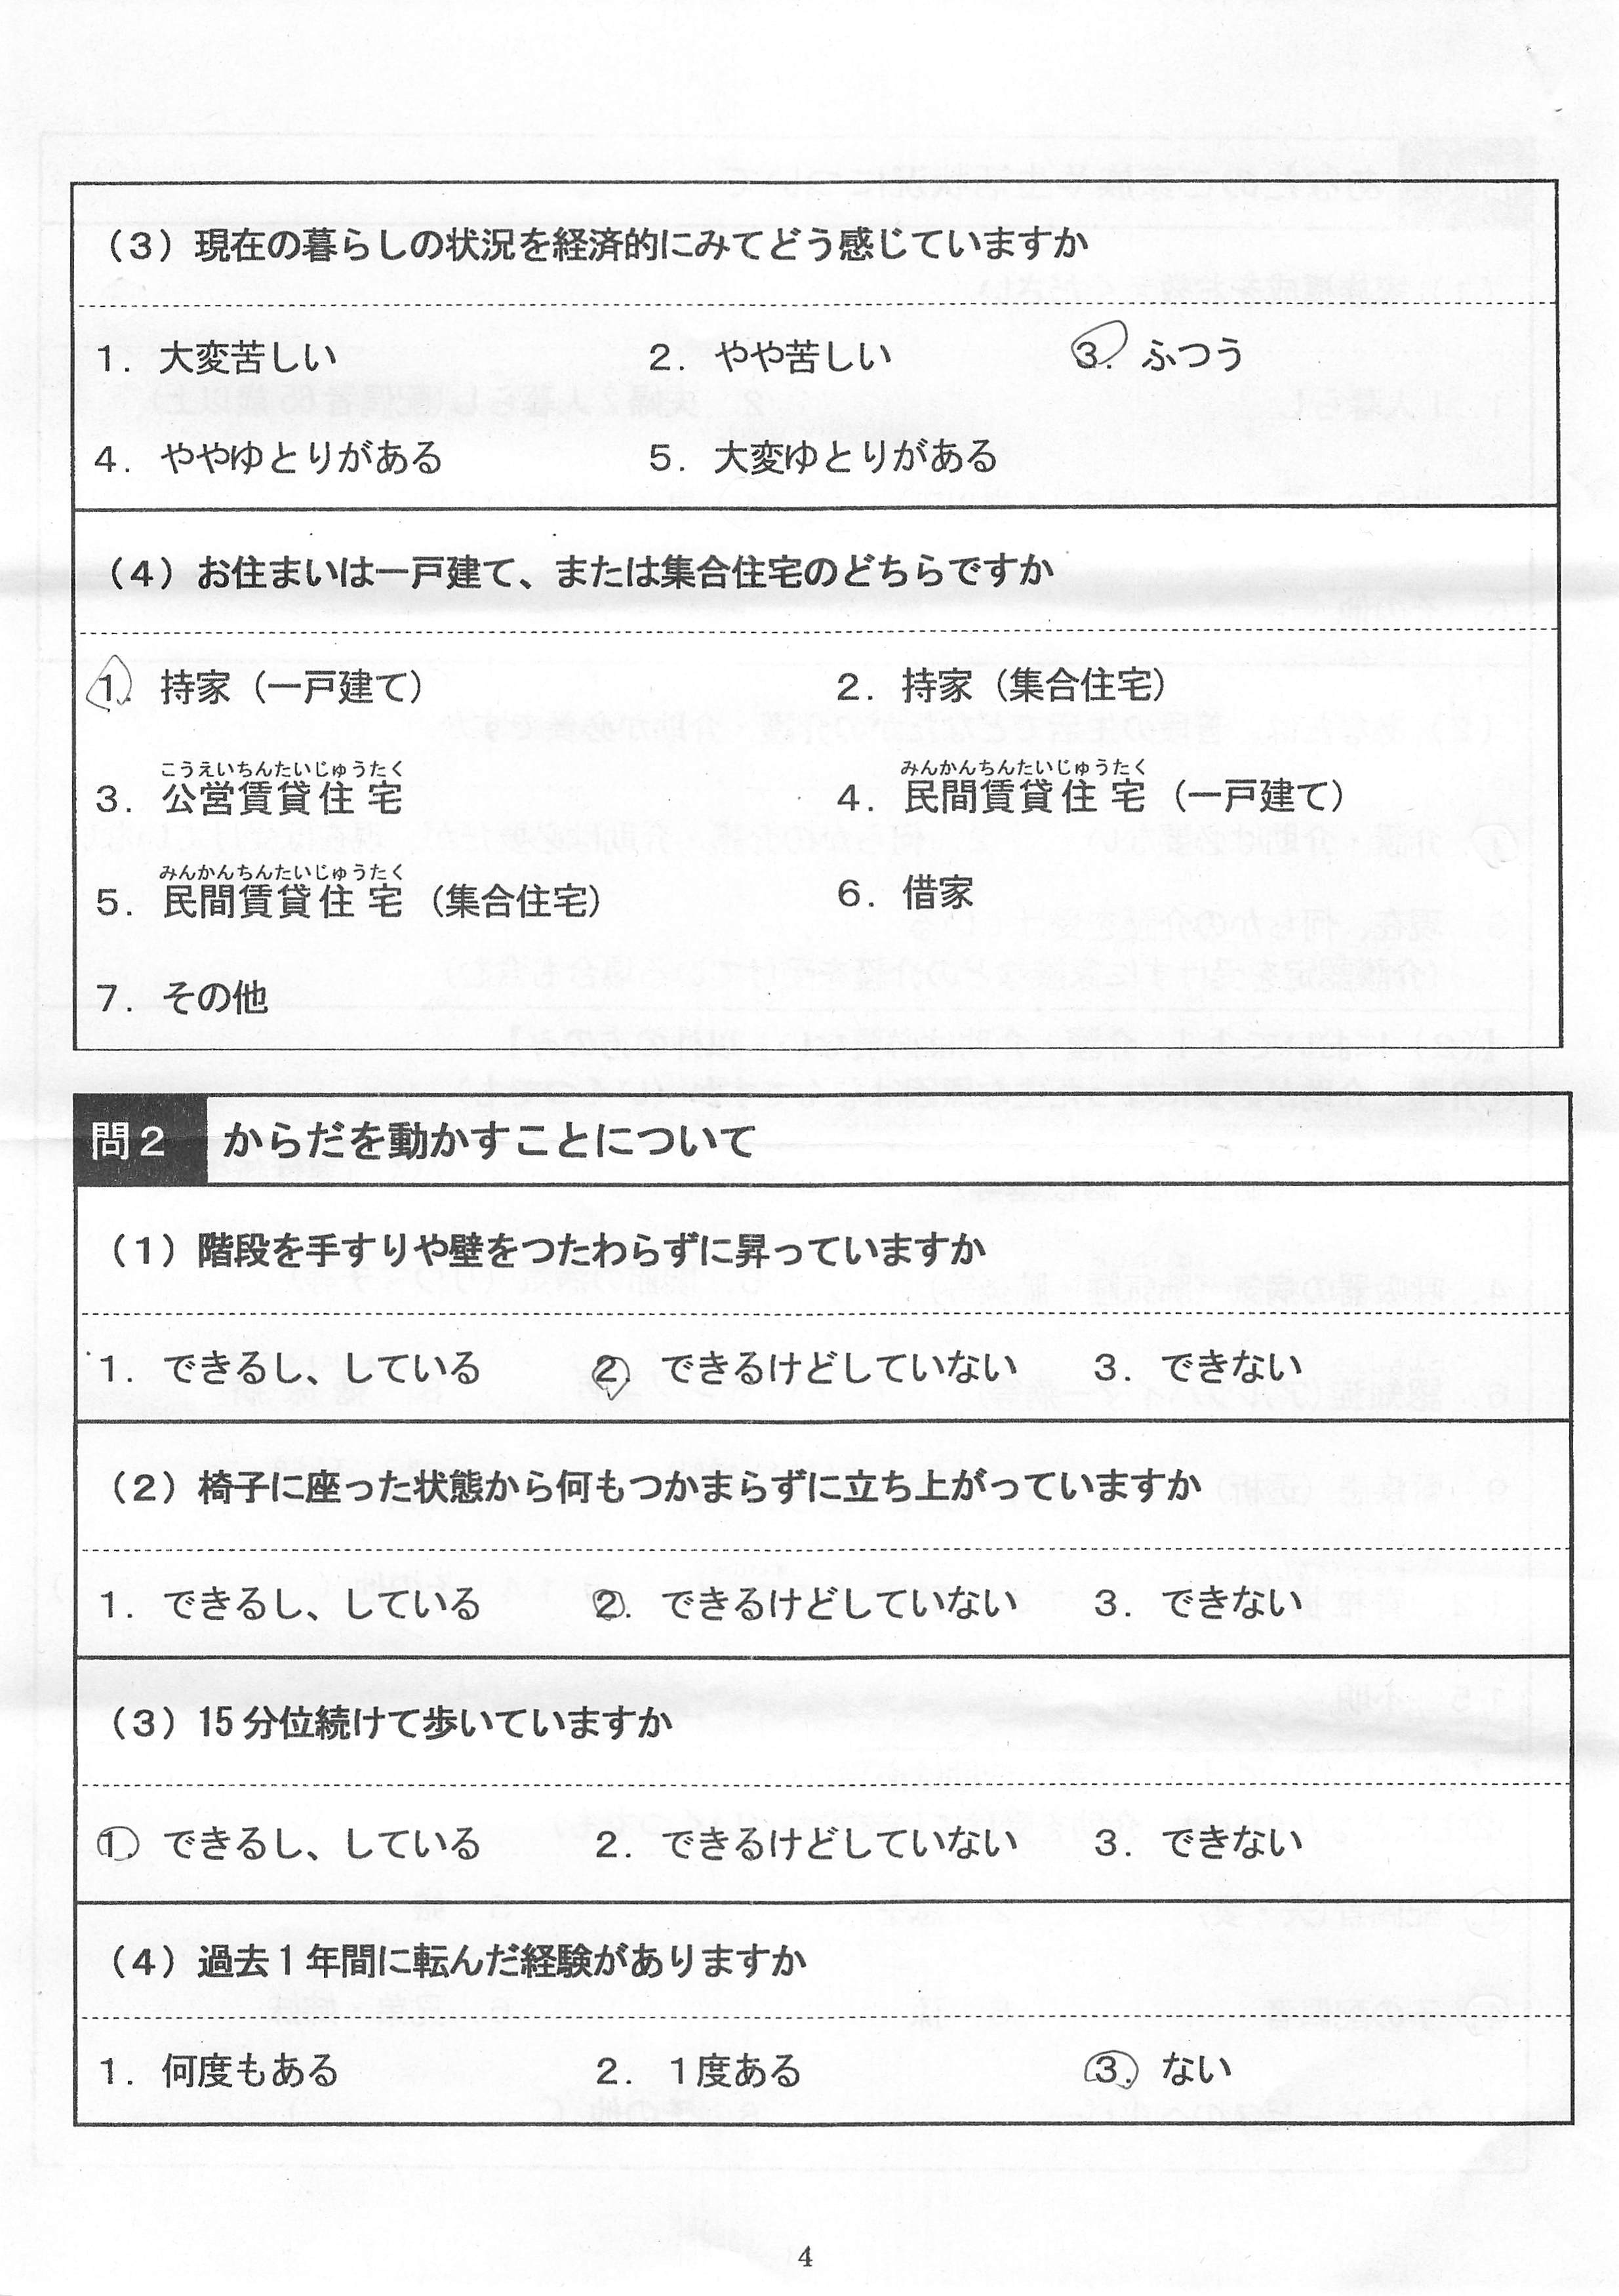 （3）現在の暮らしの状況を経済的にみてどう感じていますか
1. 大変苦しい 2. やや苦しい 3. ふつう
4. ややゆとりがある 5. 大変ゆとりがある
（4）お住まいは一戸建て、または集合住宅のどちらですか
1. 持家（一戸建て） 2. 持家（集合住宅）
こうえいちんたいじゅうたく みんかんちんたいじゅうたく
3. 公営賃貸住宅 4. 民間賃貸住宅（一戸建て）
みんかんちんたいじゅうたく
5. 民間賃貸住宅（集合住宅） 6. 借家
7. その他
問2 からだを動かすことについて
（1）階段を手すりや壁をつたわらずに昇っていますか
1. できるし、している 2. できるけどしていない 3. できない
（2）椅子に座った状態から何もつかまらずに立ち上がっていますか
1. できるし、している 2. できるけどしていない 3. できない
（3）15分位続けて歩いていますか
1. できるし、している 2. できるけどしていない 3. できない
（4）過去1年間に転んだ経験がありますか
1. 何度もある 2. 1度ある 3. ない
4